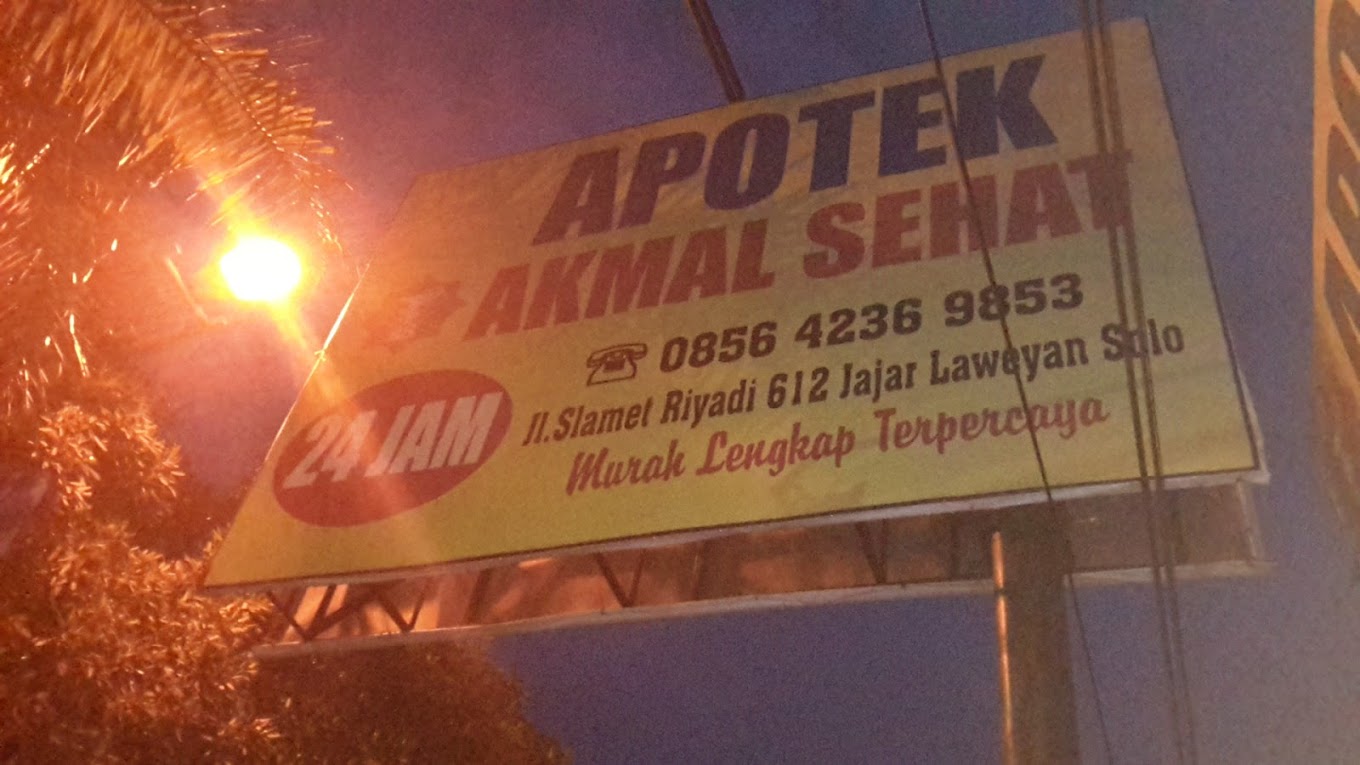 APOTEK
AKMAL SEHAT
0856 4236 9853
Jl.Slamet Riyadi 612 Jajar Laweyan Solo
24 JAM
Murah Lengkap Terpercaya